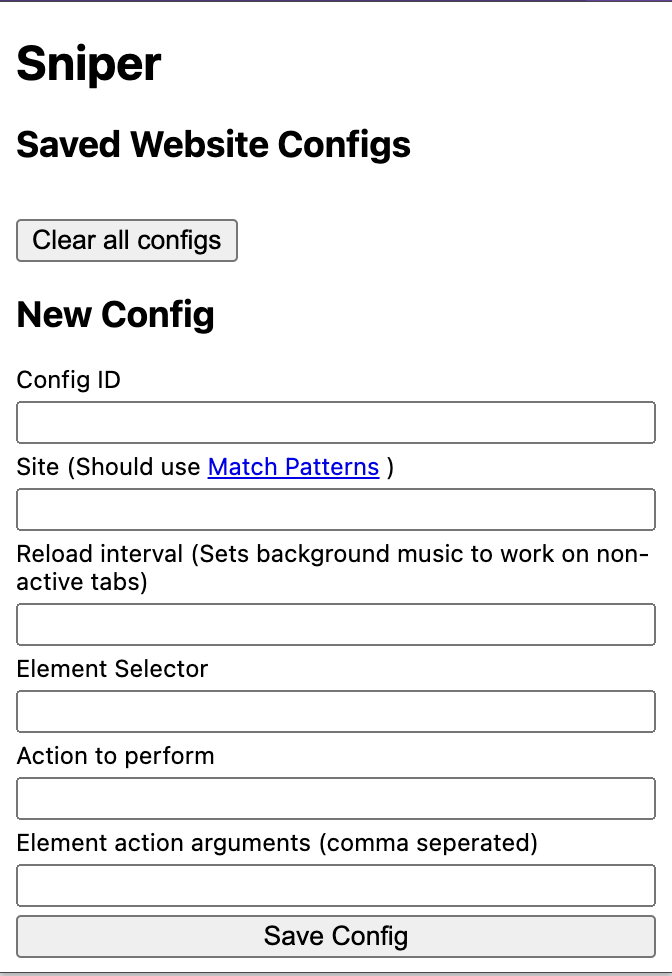 Sniper
Saved Website Configs
Clear all configs
New Config
Config ID
Site (Should use Match Patterns )
Reload interval (Sets background music to work on non-
active tabs)
Element Selector
Action to perform
Element action arguments (comma seperated)
Save Config